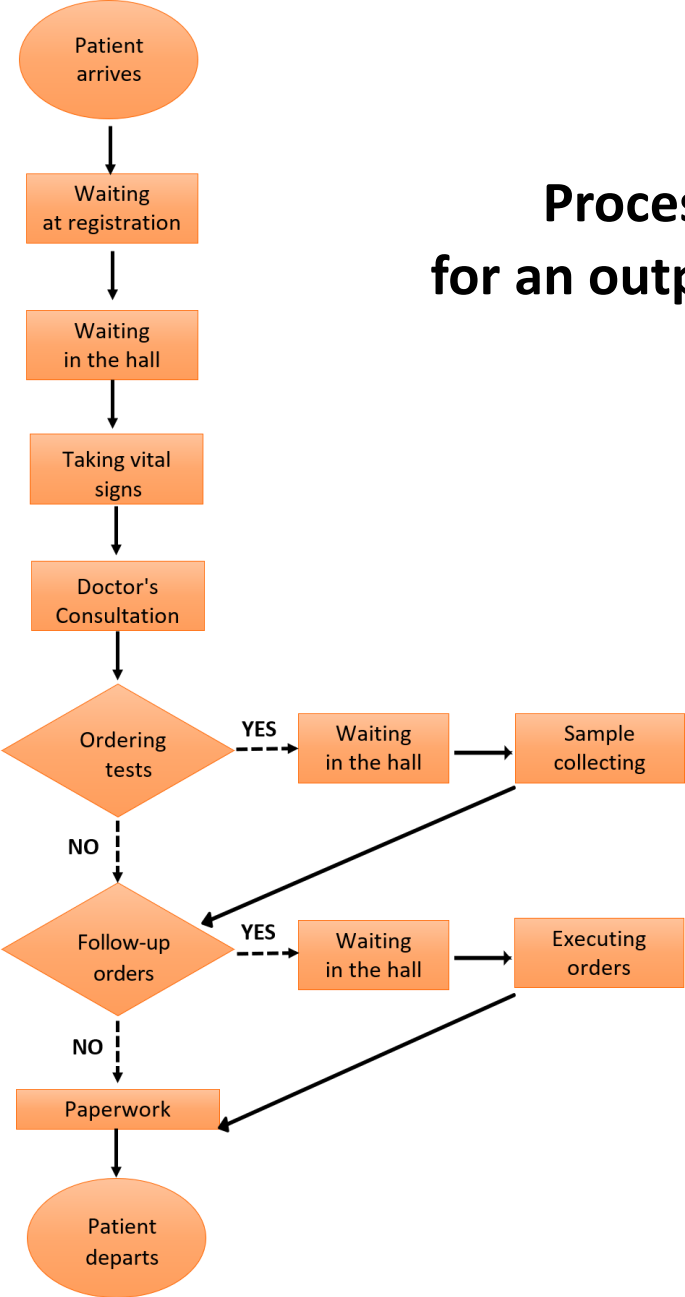 Patient
arrives
Waiting
at registration
Proces
for an outp
Waiting
in the hall
Taking vital
signs
Doctor's
Consultation
Ordering
tests
YES
Waiting
in the hall
Sample
collecting
NO
Follow-up
orders
YES
Waiting
in the hall
Executing
orders
NO
Paperwork
Patient
departs